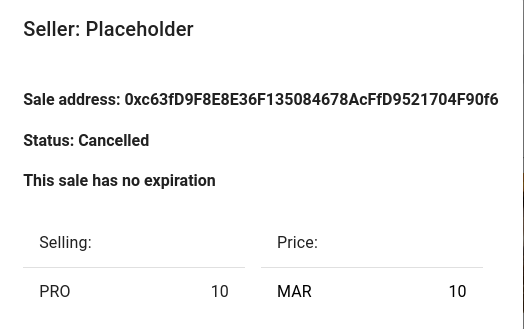 Seller: Placeholder
Sale address: 0xc63fD9F8E8E36F135084678AcFfD9521704F90f6
Status: Cancelled
This sale has no expiration
Selling: Price:
PRO 10 MAR 10